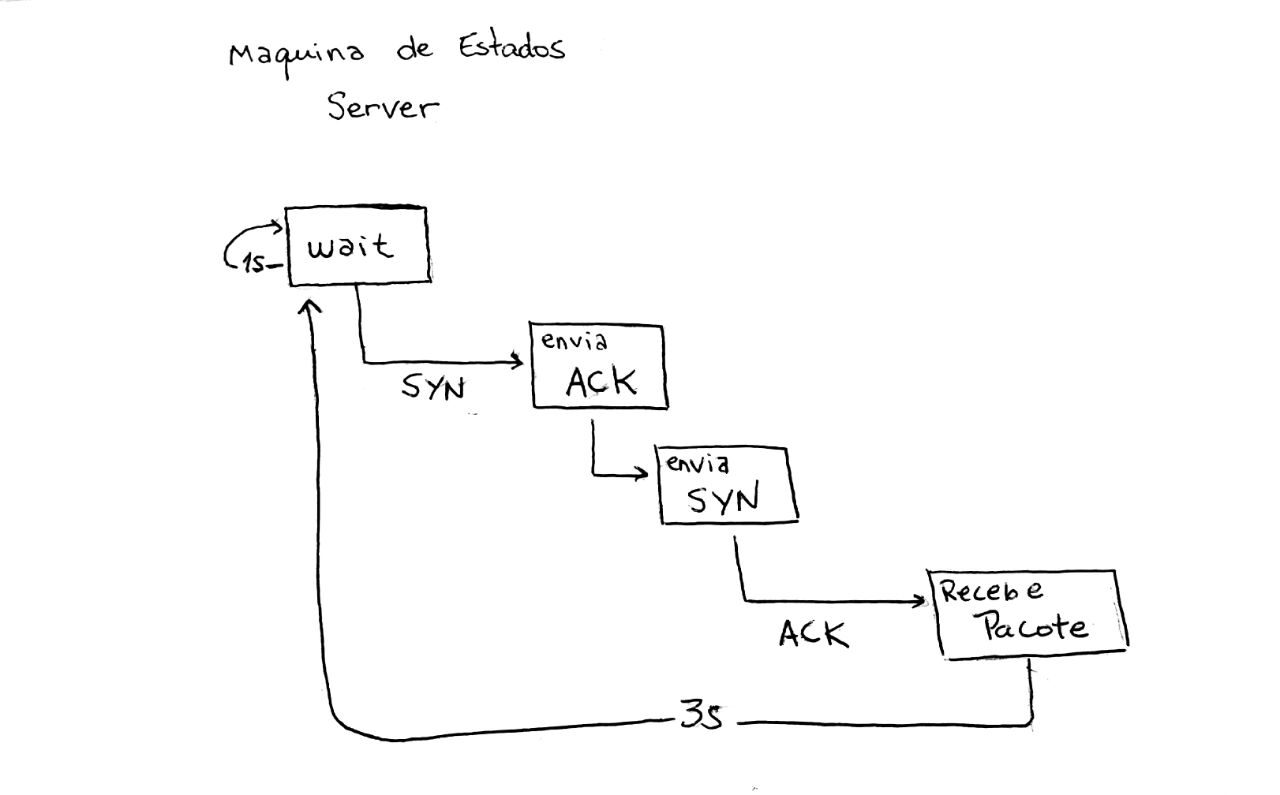 Maquina de Estados
Server
wait
1s
envia
ACK
SYN
envia
SYN
Recebe
Pacote
ACK
3s